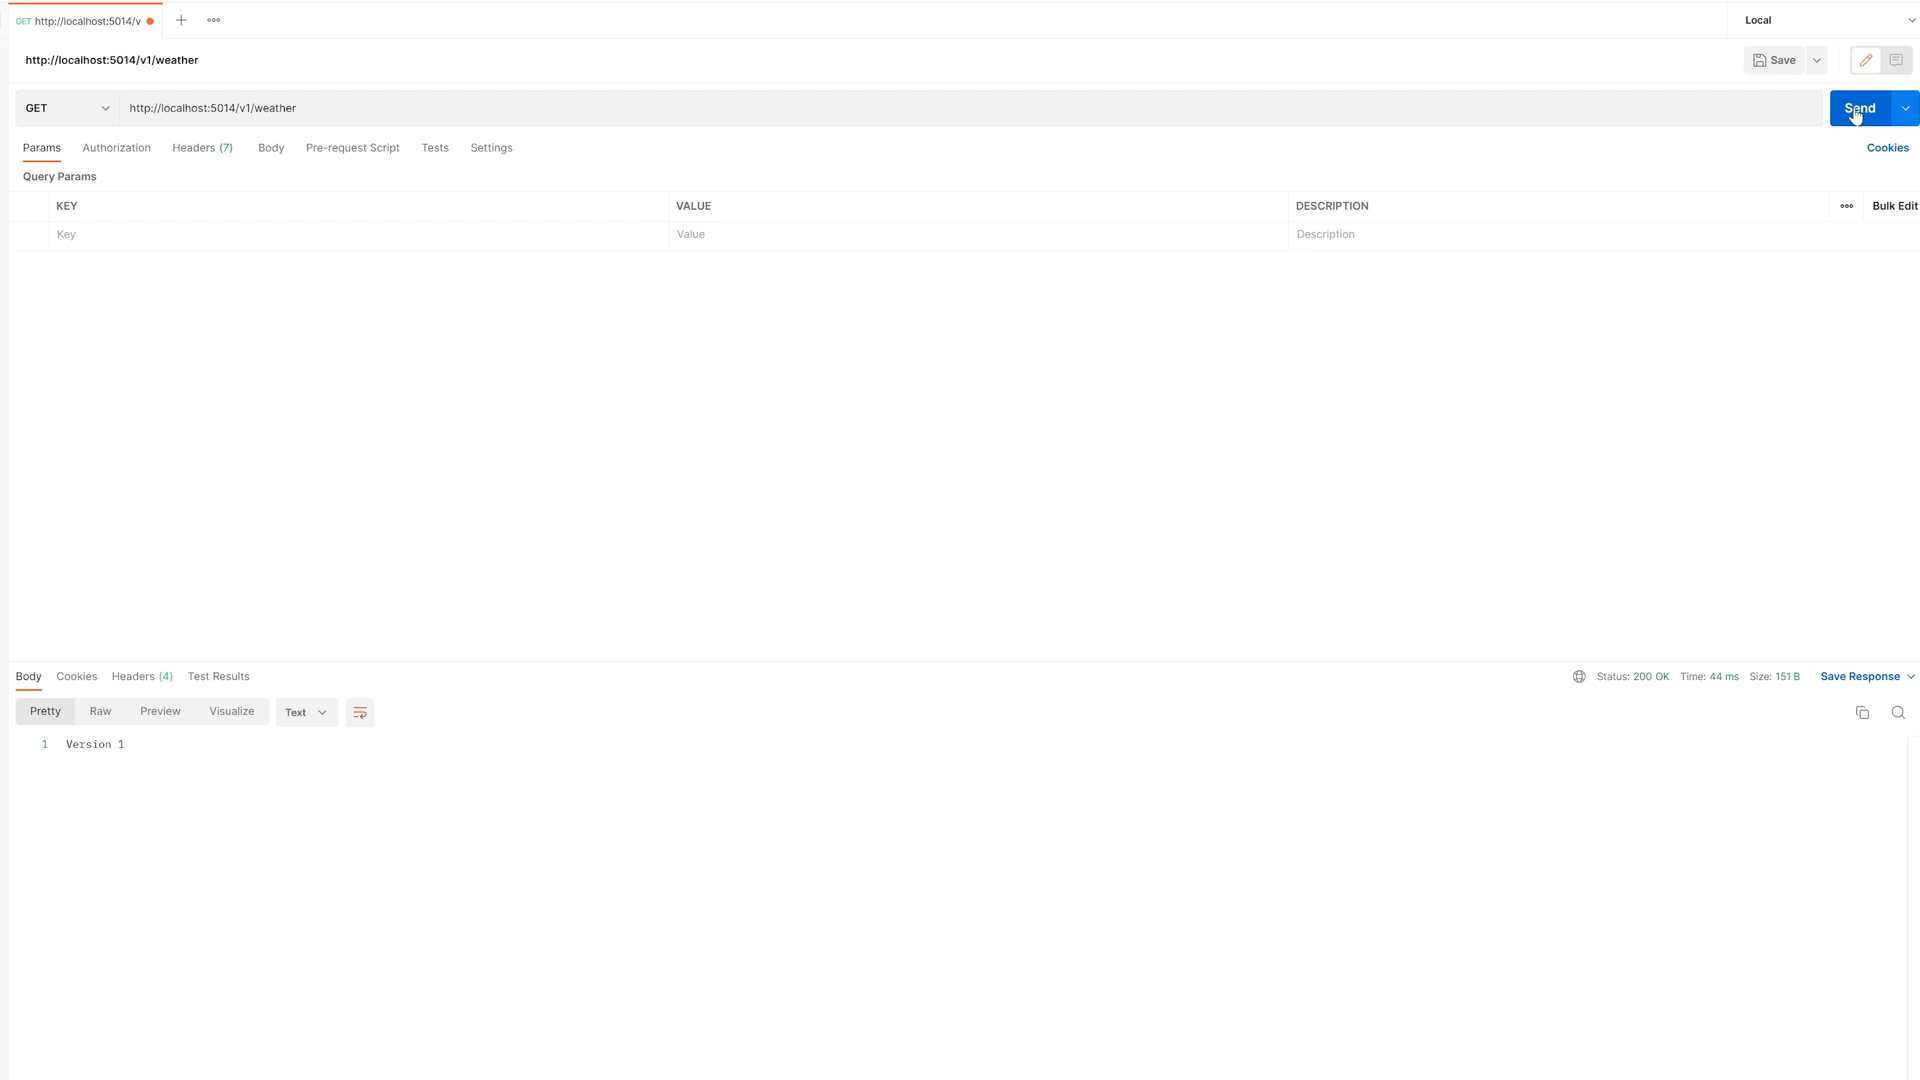 GET http://localhost:5014/v
Local
http://localhost:5014/v1/weather
Save
GET http://localhost:5014/v1/weather Send
Params Authorization Headers (7) Body Pre-request Script Tests Settings Cookies
Query Params
KEY VALUE DESCRIPTION Bulk Edit
Key Value Description
Body Cookies Headers (4) Test Results Status: 200 OK Time: 44 ms Size: 151 B Save Response
Pretty Raw Preview Visualize Text
1 Version 1